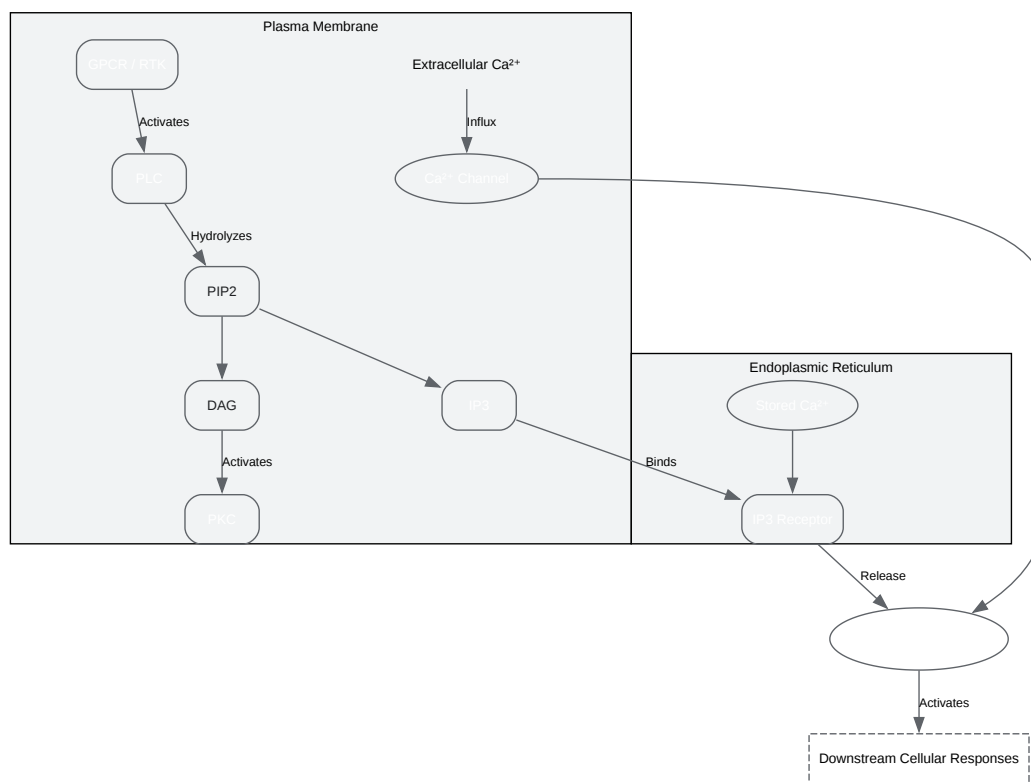 Plasma Membrane
GPCR / RTK
Extracellular Ca²⁺
Activates
Influx
PLC
Ca²⁺ Channel
Hydrolyzes
PIP2
Endoplasmic Reticulum
DAG
IP3
Stored Ca²⁺
Activates
Binds
PKC
IP3 Receptor
Release
Activates
Downstream Cellular Responses